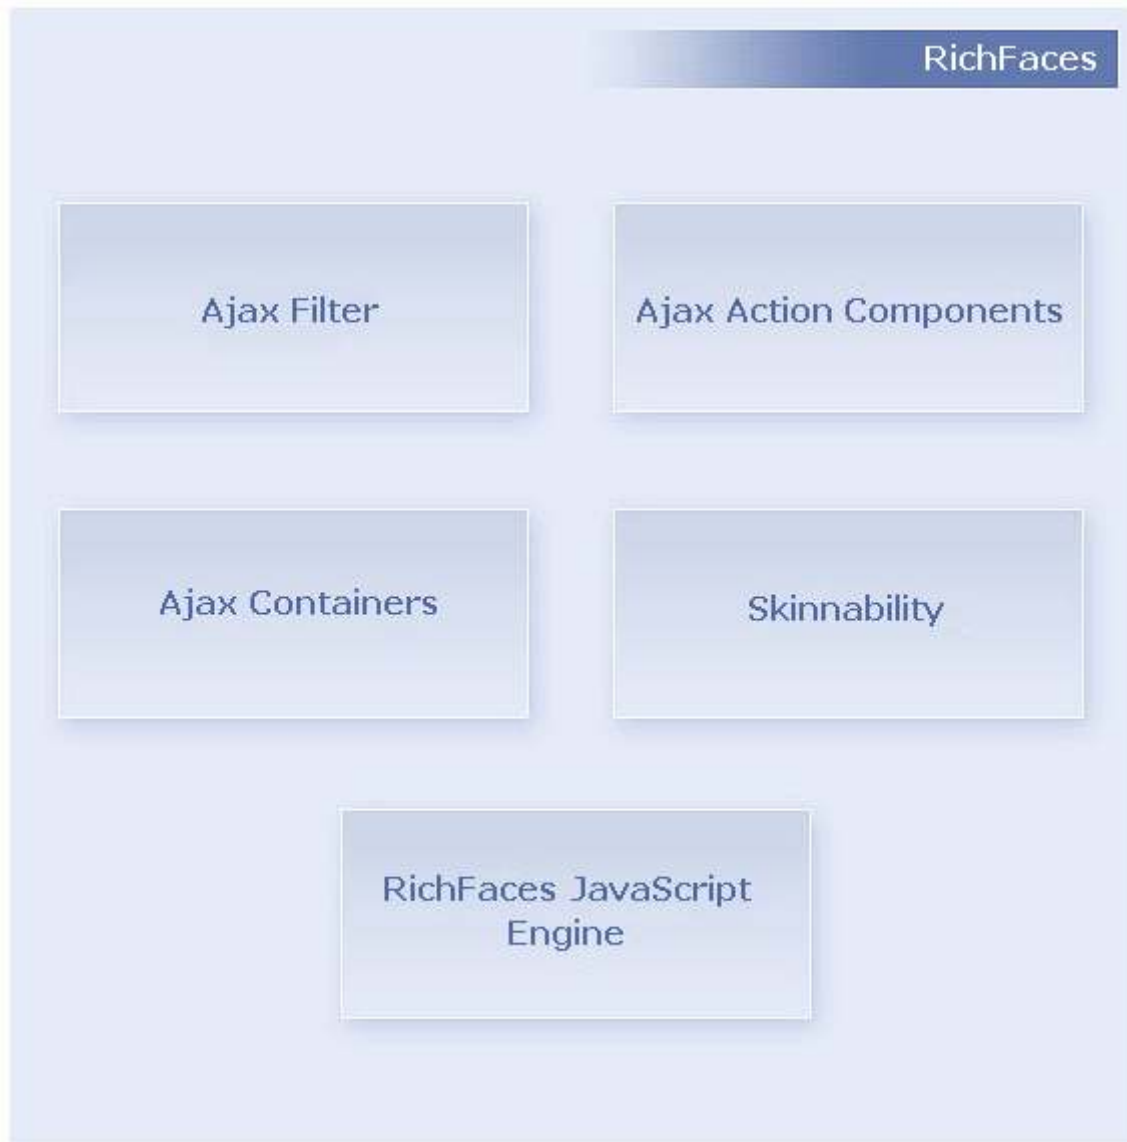 RichFaces
Ajax Filter
Ajax Action Components
Ajax Containers
Skinnability
RichFaces JavaScript
Engine